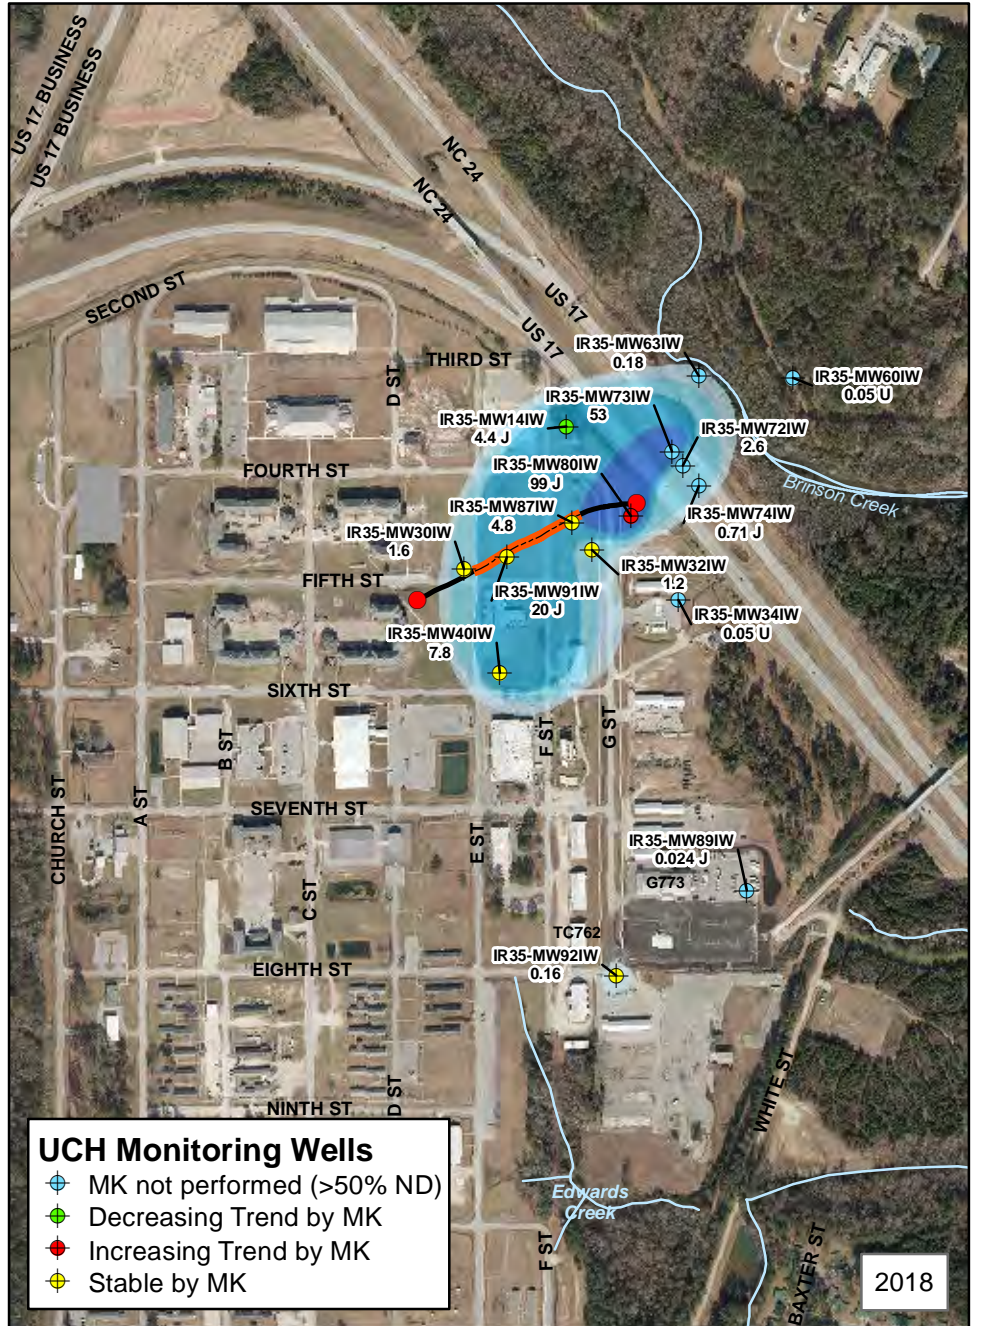 US 17 BUSINESS
US 17 BUSINESS
NC 24
NC 24
SECOND ST
US 17
US 17
THIRD ST
D ST
IR35-MW63IW
0.18
IR35-MW60IW
0.05 U
IR35-MW73IW
53
IR35-MW14IW
4.4 J
IR35-MW72IW
2.6
FOURTH ST
IR35-MW80IW
99 J
Brinson Creek
IR35-MW87IW
4.8
IR35-MW74IW
0.71 J
IR35-MW30IW
1.6
FIFTH ST
IR35-MW32IW
1.2
IR35-MW91IW
20 J
IR35-MW34IW
0.05 U
IR35-MW40IW
7.8
SIXTH ST
B ST
F ST
G ST
CHURCH ST
A ST
SEVENTH ST
E ST
IR35-MW89IW
0.024 J
G773
C ST
TC762
IR35-MW92IW
0.16
EIGHTH ST
D ST
NINTH ST
WHITE ST
Edwards
Creek
F ST
BAXTER ST
UCH Monitoring Wells
MK not performed (>50% ND)
Decreasing Trend by MK
Increasing Trend by MK
Stable by MK
2018